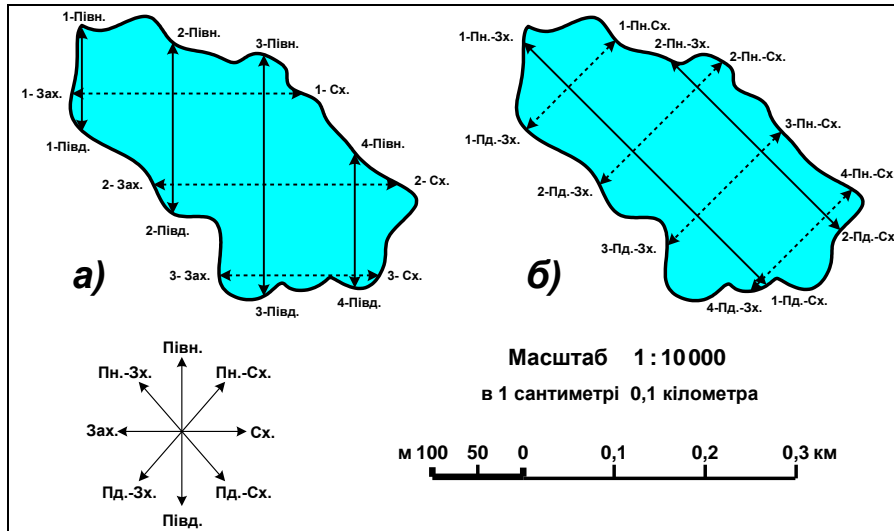 1-Півн.
2-Півн.
3-Півн.
1- Зах.
1- Сх.
1-Півд.
4-Півн.
2- Зах.
2- Сх.
2-Півд.
а)
3- Зах.
3- Сх.
3-Півд.
4-Півд.
1-Пн.-Зх.
1-Пн.Сх.
2-Пн.-Зх.
2-Пн.-Сх.
1-Пд.-Зх.
3-Пн.-Сх.
2-Пд.-Зх.
4-Пн.-Сх
3-Пд.-Зх.
2-Пд.-Сх
б)
4-Пд.-Зх.
1-Пд.-Сх.
Півн.
Пн.-Зх.
Пн.-Сх.
Зах.
Сх.
Пд.-Зх.
Пд.-Сх.
Півд.
Масштаб 1 : 10 000
в 1 сантиметрі 0,1 кілометра
м 100 50 0 0,1 0,2 0,3 км